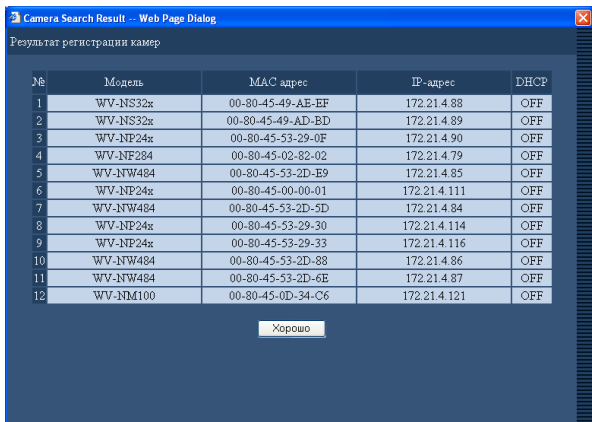 Camera Search Result -- Web Page Dialog
Результат регистрации камер
№ Модель MAC адрес IP-адрес DHCP
1 WV-NS32x 00-80-45-49-AE-EF 172.21.4.88 OFF
2 WV-NS32x 00-80-45-49-AD-BD 172.21.4.89 OFF
3 WV-NP24x 00-80-45-53-29-0F 172.21.4.90 OFF
4 WV-NF284 00-80-45-02-82-02 172.21.4.79 OFF
5 WV-NW484 00-80-45-53-2D-E9 172.21.4.85 OFF
6 WV-NP24x 00-80-45-00-00-01 172.21.4.111 OFF
7 WV-NW484 00-80-45-53-2D-5D 172.21.4.84 OFF
8 WV-NP24x 00-80-45-53-29-30 172.21.4.114 OFF
9 WV-NP24x 00-80-45-53-29-33 172.21.4.116 OFF
10 WV-NW484 00-80-45-53-2D-88 172.21.4.86 OFF
11 WV-NW484 00-80-45-53-2D-6E 172.21.4.87 OFF
12 WV-NM100 00-80-45-0D-34-C6 172.21.4.121 OFF
Хорошо